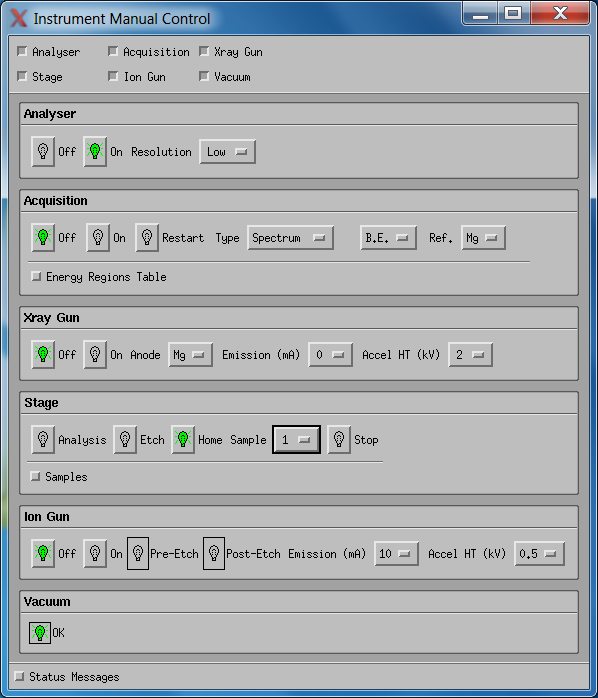 Instrument Manual Control
Analyser Acquisition Xray Gun
Stage Ion Gun Vacuum
Analyser
Off On Resolution Low
Acquisition
Off On Restart Type Spectrum B.E. Ref. Mg
Energy Regions Table
Xray Gun
Off On Anode Mg Emission (mA) 0 Accel HT (kV) 2
Stage
Analysis Etch Home Sample 1 Stop
Samples
Ion Gun
Off On Pre-Etch Post-Etch Emission (mA) 10 Accel HT (kV) 0.5
Vacuum
OK
Status Messages